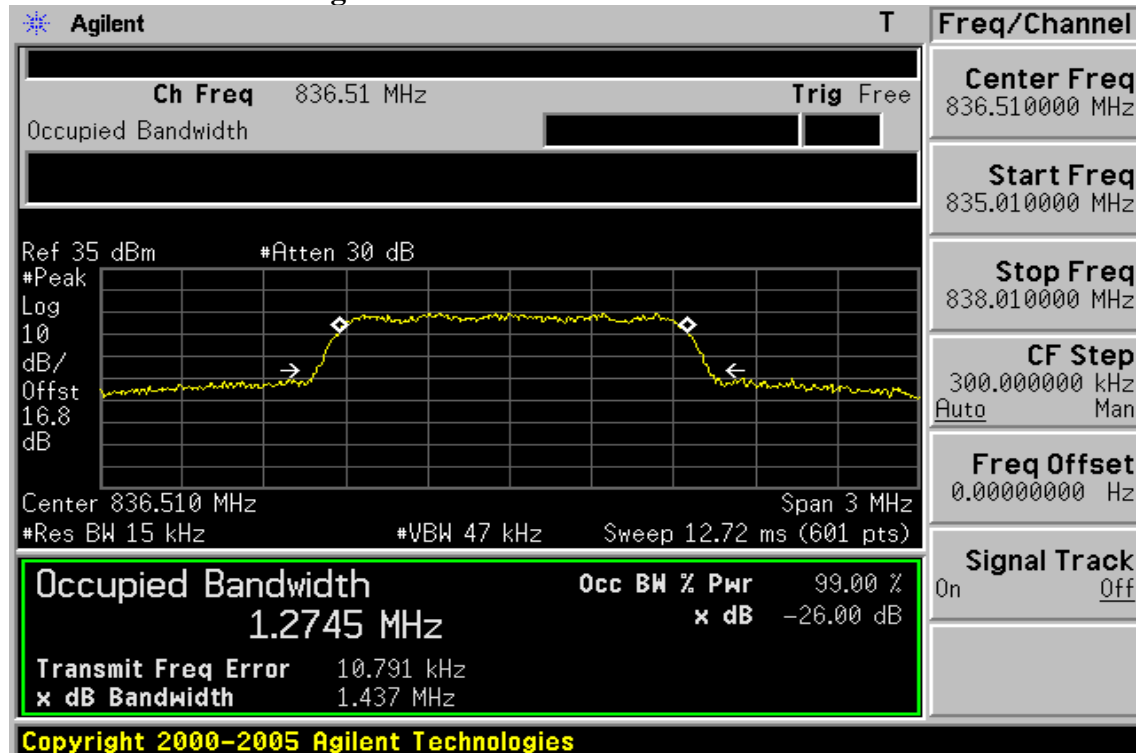 Agilent T Freq/Channel
Ch Freq 836.51 MHz Trig Free
Occupied Bandwidth
Center Freq
836.510000 MHz
Start Freq
835.010000 MHz
Stop Freq
838.010000 MHz
CF Step
300.000000 kHz
Auto Man
Freq Offset
0.00000000 Hz
Signal Track
On Off
Ref 35 dBm #Atten 30 dB
#Peak
Log
10
dB/
Offst
16.8
dB
Center 836.510 MHz Span 3 MHz
#Res BW 15 kHz #VBW 47 kHz Sweep 12.72 ms (601 pts)
Occupied Bandwidth Occ BW % Pwr 99.00 %
1.2745 MHz x dB -26.00 dB
Transmit Freq Error 10.791 kHz
x dB Bandwidth 1.437 MHz
Copyright 2000-2005 Agilent Technologies